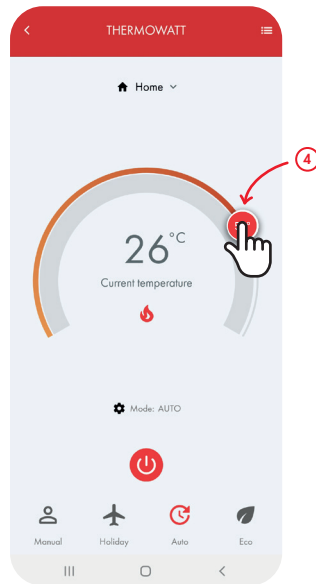 THERMOWATT
Home
4
26°C
Current temperature
Mode: AUTO
Manual Holiday Auto Eco